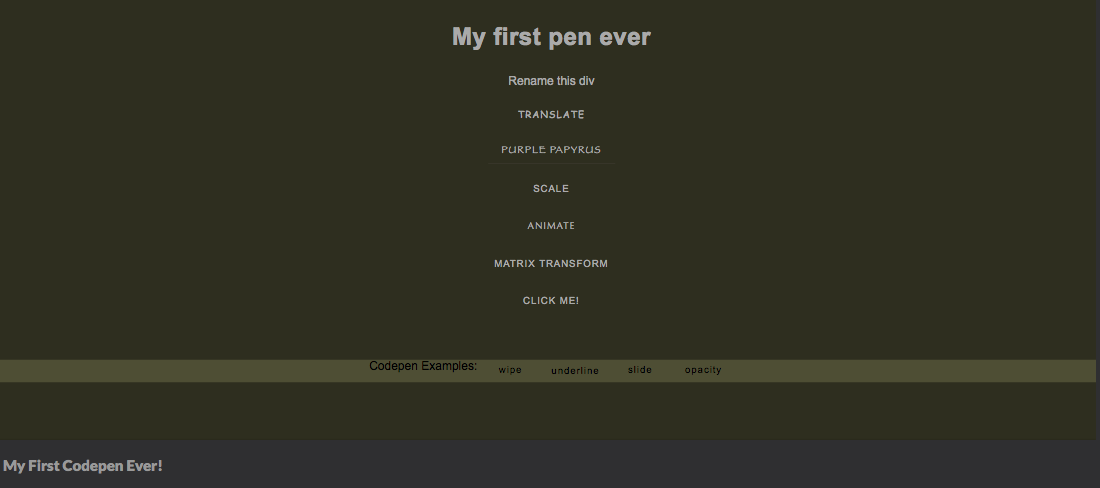 My first pen ever
Rename this div
TRANSLATE
PURPLE PAPYRUS
SCALE
ANIMATE
MATRIX TRANSFORM
CLICK ME!
Codepen Examples: wipe underline slide opacity
My First Codepen Ever!